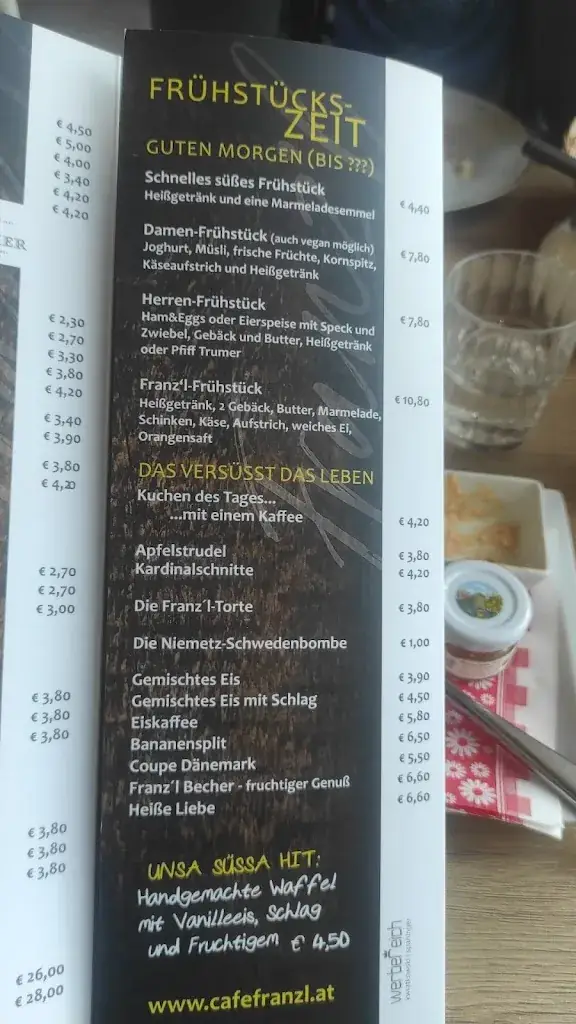 € 4,50
€ 5,00
€ 4,00
€ 3,40
€ 4,20
€ 4,20
€ 2,30
€ 2,70
€ 3,30
€ 3,80
€ 4,20
€ 3,40
€ 3,90
€ 3,80
€ 4,20
€ 2,70
€ 2,70
€ 3,00
€ 3,80
€ 3,80
€ 3,80
€ 3,80
€ 3,80
€ 3,80
€ 26,00
€ 28,00
FRÜHSTÜCKS-
ZEIT
GUTEN MORGEN (BIS ???)
Schnelles süßes Frühstück
Heißgetränk und eine Marmeladesemmel € 4,40
Damen-Frühstück (auch vegan möglich)
Joghurt, Müsli, frische Früchte, Kornspitz, € 7,80
Käseaufstrich und Heißgetränk
Herren-Frühstück
Ham&Eggs oder Eierspeise mit Speck und € 7,80
Zwiebel, Gebäck und Butter, Heißgetränk
oder Pfiff Trumer
Franz'l-Frühstück
Heißgetränk, 2 Gebäck, Butter, Marmelade, € 10,80
Schinken, Käse, Aufstrich, weiches Ei,
Orangensaft
DAS VERSÜSST DAS LEBEN
Kuchen des Tages...
...mit einem Kaffee € 4,20
Apfelstrudel € 3,80
Kardinalschnitte € 4,20
Die Franz´l-Torte € 3,80
Die Niemetz-Schwedenbombe € 1,00
Gemischtes Eis € 3,90
Gemischtes Eis mit Schlag € 4,50
Eiskaffee € 5,80
Bananensplit € 6,50
Coupe Dänemark € 5,50
Franz´l Becher - fruchtiger Genuß € 6,60
Heiße Liebe € 6,60
UNSA SÜSSA HIT:
Handgemachte Waffel
mit Vanilleeis, Schlag
und Fruchtigem € 4,50
www.cafefranzl.at
werbereich